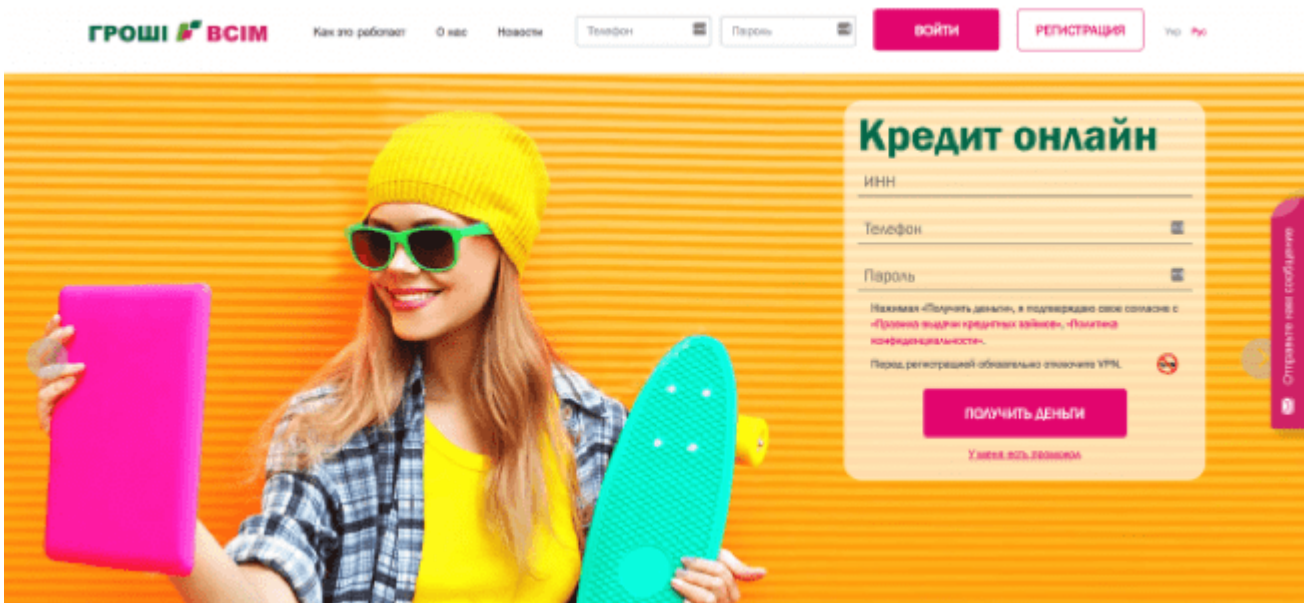 ГРОШІ ВСІМ
Как это работает
О нас
Новости
Телефон
Пароль
ВОЙТИ
РЕГИСТРАЦИЯ
Укр Рус
Кредит онлайн
ИНН
Телефон
Пароль
Нажимая «Получить деньги», я подтверждаю свое согласие с
«Правила выдачи кредитных займов», «Политика
конфиденциальности».
Перед регистрацией обязательно отключите VPN.
ПОЛУЧИТЬ ДЕНЬГИ
У меня есть промокод
Отправьте нам сообщение